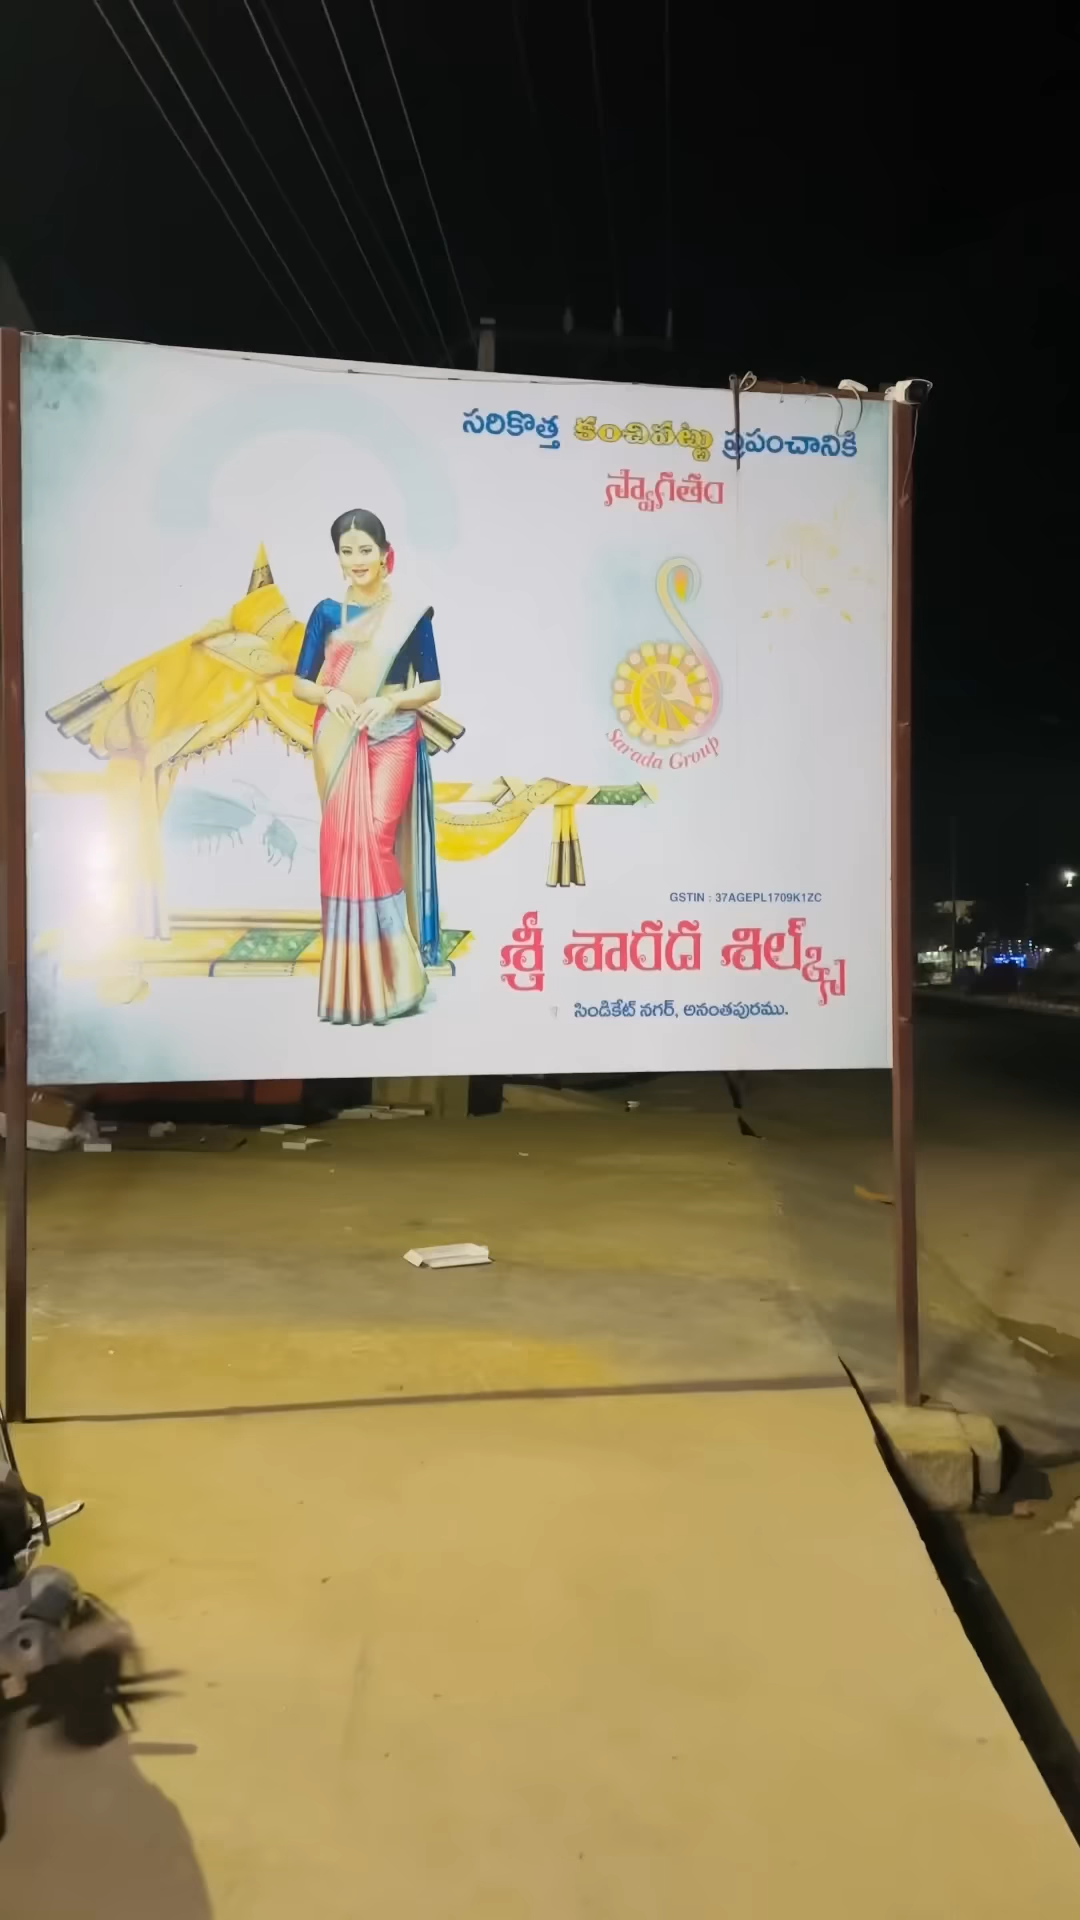 సరికొత్త కంచిపట్టు ప్రపంచానికి
స్వాగతం
Sarada Group
GSTIN : 37AGEPL1709K1ZC
శ్రీ శారద శిల్క్స్
సిండికేట్ నగర్, అనంతపురము.